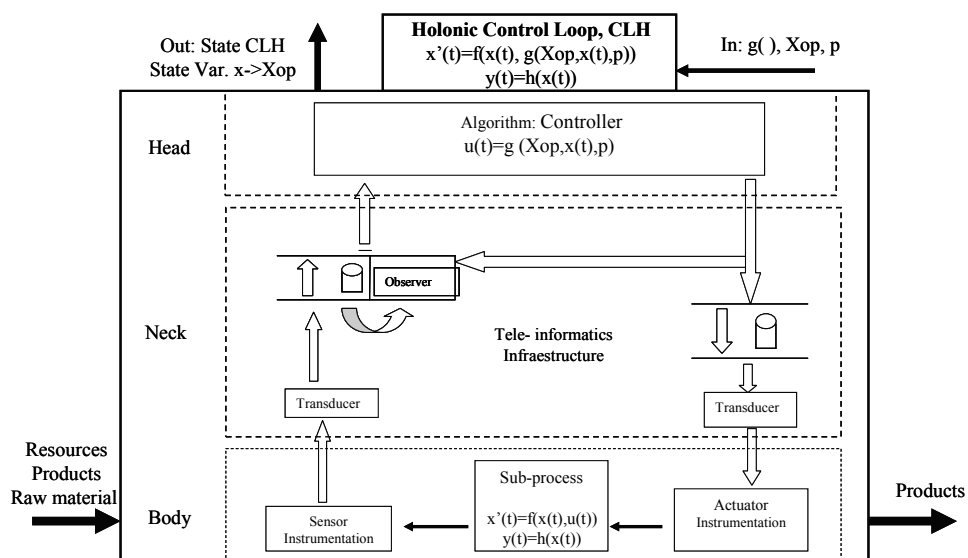 Holonic Control Loop, CLH
x'(t)=f(x(t), g(Xop,x(t),p))
y(t)=h(x(t))
Out: State CLH
State Var. x->Xop
In: g( ), Xop, p
Head
Algorithm: Controller
u(t)=g (Xop,x(t),p)
Observer
Neck
Tele- informatics
Infraestructure
Transducer
Transducer
Resources
Products
Raw material
Body
Sensor
Instrumentation
Sub-process
x'(t)=f(x(t),u(t))
y(t)=h(x(t))
Actuator
Instrumentation
Products